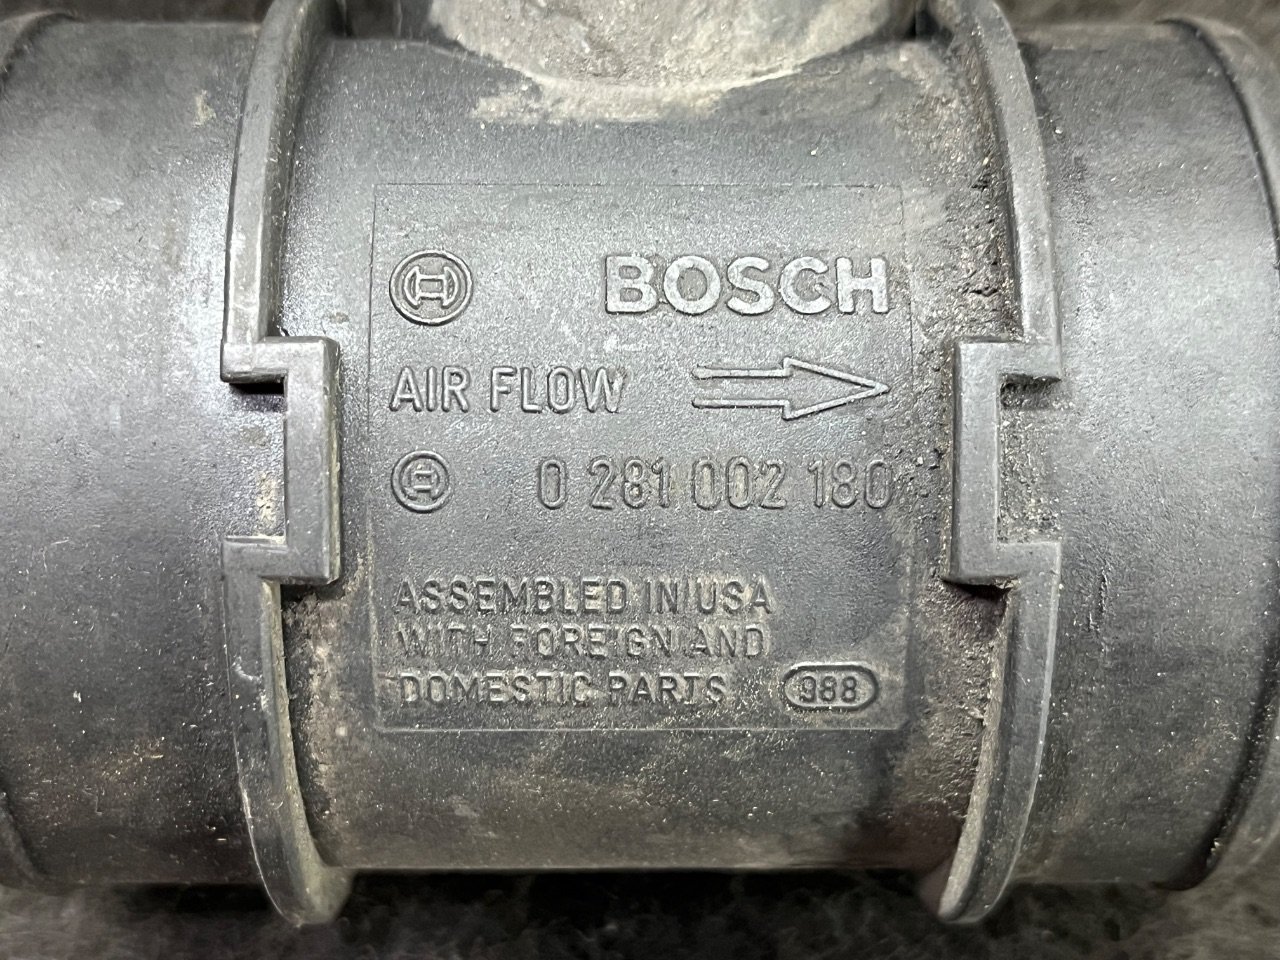 BOSCH
AIR FLOW
0 281 002 180
ASSEMBLED IN USA
WITH FOREIGN AND
DOMESTIC PARTS
988